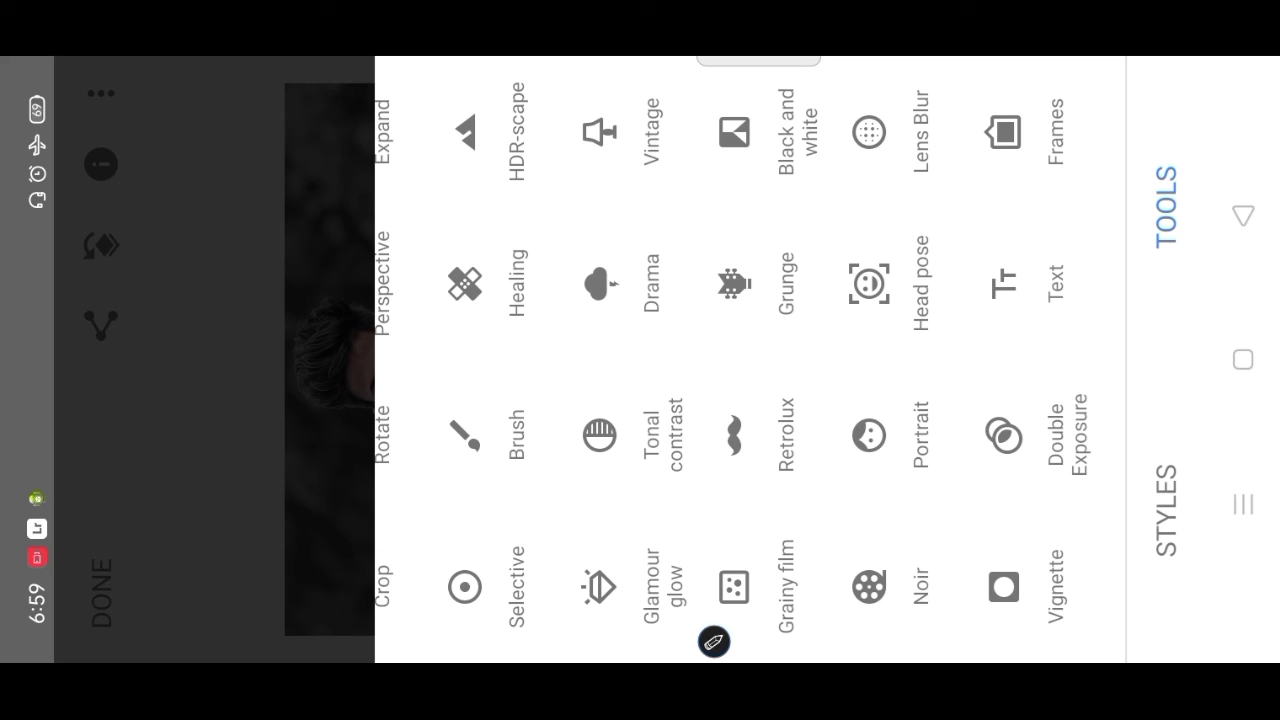 6:59
Lr
69
DONE
Crop
Rotate
Perspective
Expand
Selective
Brush
Healing
HDR-scape
Glamour
glow
Tonal
contrast
Drama
Vintage
Grainy film
Retrolux
Grunge
Black and
white
Noir
Portrait
Head pose
Lens Blur
Vignette
Double
Exposure
Text
Frames
STYLES
TOOLS